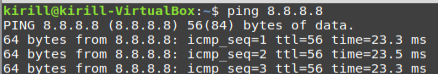 kirill@kirill-VirtualBox:~$ ping 8.8.8.8
PING 8.8.8.8 (8.8.8.8) 56(84) bytes of data.
64 bytes from 8.8.8.8: icmp_seq=1 ttl=56 time=23.3 ms
64 bytes from 8.8.8.8: icmp_seq=2 ttl=56 time=23.5 ms
64 bytes from 8.8.8.8: icmp_seq=3 ttl=56 time=23.3 ms